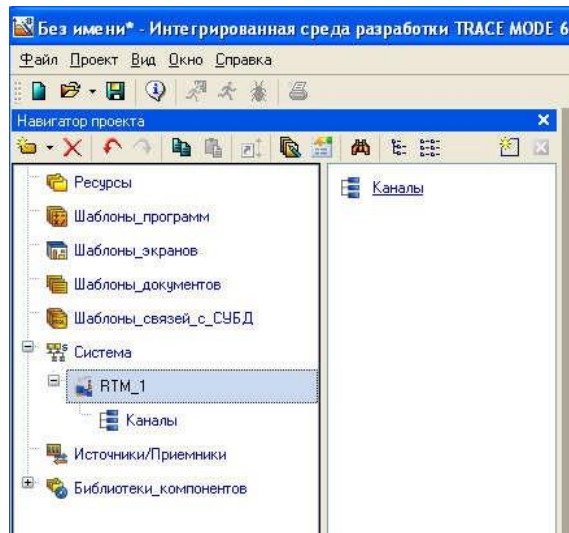 Без имени* - Интегрированная среда разработки TRACE MODE 6
Файл Проект Вид Окно Справка
Навигатор проекта
Ресурсы
Шаблоны_программ
Шаблоны_экранов
Шаблоны_документов
Шаблоны_связей_с_СУБД
Система
RTM_1
Каналы
Источники/Приемники
Библиотеки_компонентов
Каналы